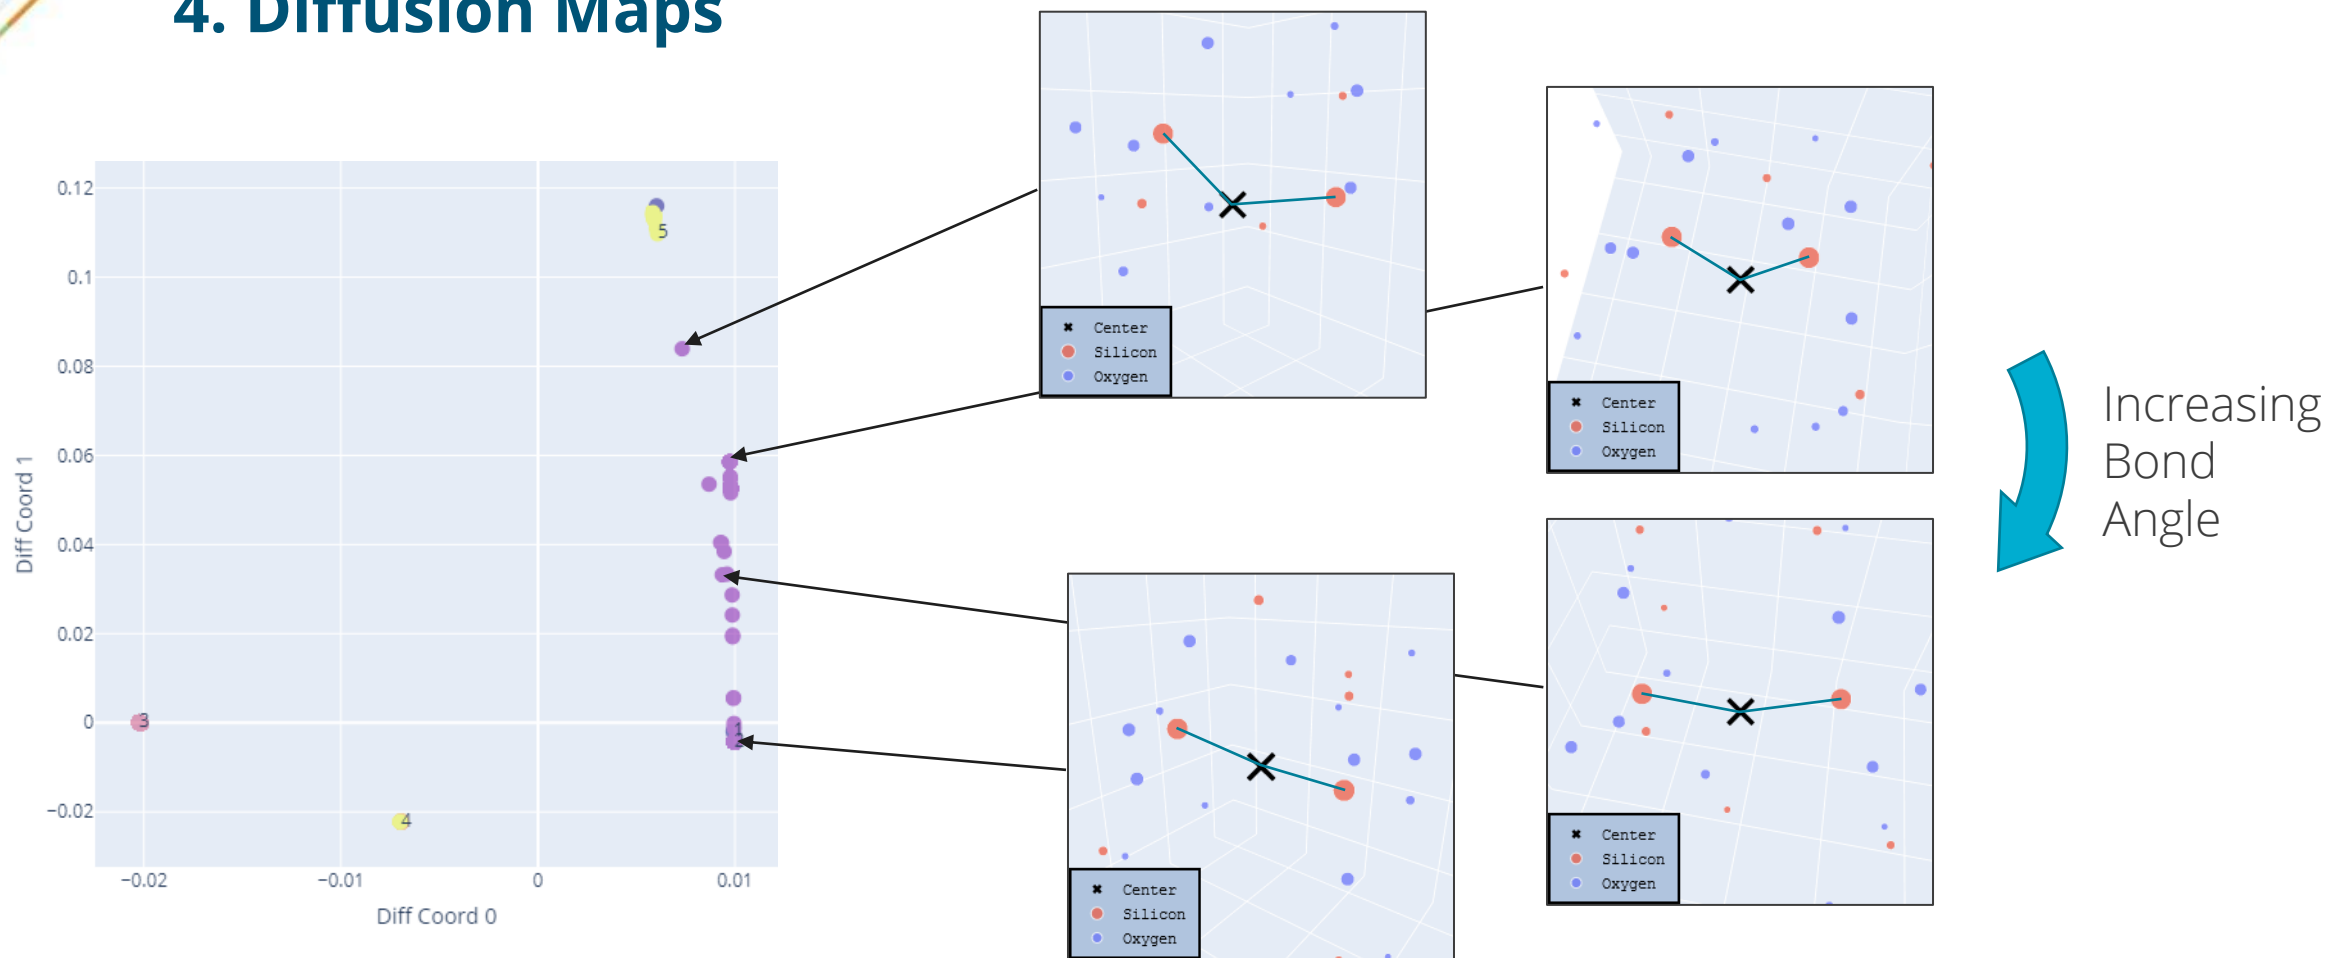 4. Diffusion Maps
0.12
0.1
0.08
0.06
0.04
0.02
0
−0.02
Diff Coord 1
−0.02
−0.01
0
0.01
Diff Coord 0
5
3
4
1
Center
Silicon
Oxygen
Center
Silicon
Oxygen
Center
Silicon
Oxygen
Center
Silicon
Oxygen
Increasing
Bond
Angle